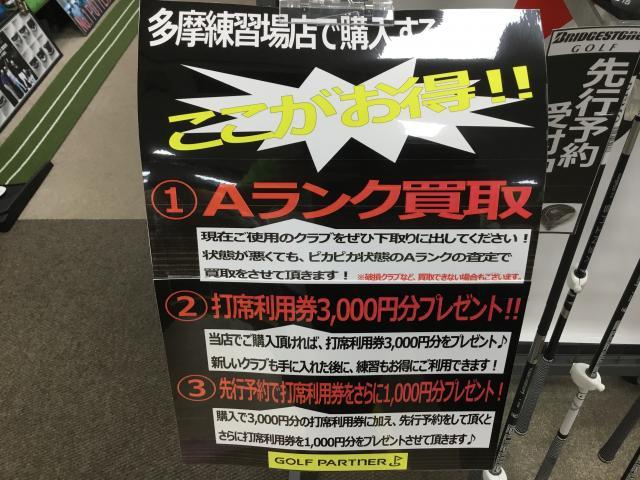 多摩練習場店で購入する
ここがお得!!
①Aランク買取
現在ご使用のクラブをぜひ下取りに出してください!
状態が悪くても、ピカピカ状態のAランクの査定で
買取をさせて頂きます!
※破損クラブなど、買取できない場合もございます。
②打席利用券3,000円分プレゼント!!
当店でご購入頂ければ、打席利用券3,000円分をプレゼント♪
新しいクラブも手に入れた後に、練習もお得にご利用できます!
③先行予約で打席利用券をさらに1,000円分プレゼント!
購入で3,000円分の打席利用券に加え、先行予約をして頂くと
さらに打席利用券を1,000円分をプレゼントさせて頂きます♪
GOLF PARTNER
BRIDGESTONE
GOLF
先行予約
受付中